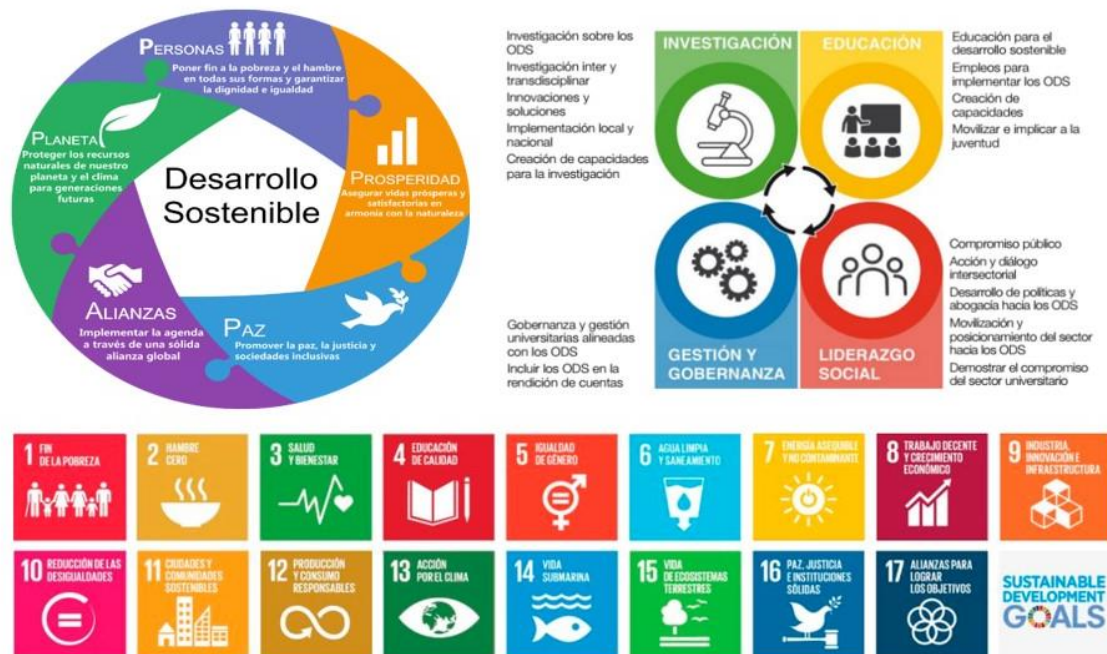 PERSONAS
Poner fin a la pobreza y el hambre
en todas sus formas y garantizar
la dignidad e igualdad
PLANETA
Proteger los recursos
naturales de nuestro
planeta y el clima
para generaciones
futuras
Desarrollo
Sostenible
PROSPERIDAD
Asegurar vidas prósperas y
satisfactorias en
armonía con la naturaleza
ALIANZAS
Implementar la agenda
a través de una sólida
alianza global
PAZ
Promover la paz, la justicia y
sociedades inclusivas
Investigación sobre los
ODS
Investigación inter y
transdisciplinar
Innovaciones y
soluciones
Implementación local y
nacional
Creación de capacidades
para la investigación
INVESTIGACIÓN
EDUCACIÓN
Educación para el
desarrollo sostenible
Empleos para
implementar los ODS
Creación de
capacidades
Movilizar e implicar a la
juventud
Gobernanza y gestión
universitarias alineadas
con los ODS
Incluir los ODS en la
rendición de cuentas
GESTIÓN Y
GOBERNANZA
LIDERAZGO
SOCIAL
Compromiso público
Acción y diálogo
intersectorial
Desarrollo de políticas y
abogacía hacia los ODS
Movilización y
posicionamiento del sector
hacia los ODS
Demostrar el compromiso
del sector universitario
1 FIN
DE LA POBREZA
2 HAMBRE
CERO
3 SALUD
Y BIENESTAR
4 EDUCACIÓN
DE CALIDAD
5 IGUALDAD
DE GÉNERO
6 AGUA LIMPIA
Y SANEAMIENTO
7 ENERGÍA ASEQUIBLE
Y NO CONTAMINANTE
8 TRABAJO DECENTE
Y CRECIMIENTO
ECONÓMICO
9 INDUSTRIA,
INNOVACIÓN E
INFRAESTRUCTURA
10 REDUCCIÓN DE LAS
DESIGUALDADES
11 CIUDADES Y
COMUNIDADES
SOSTENIBLES
12 PRODUCCIÓN
Y CONSUMO
RESPONSABLES
13 ACCIÓN
POR EL CLIMA
14 VIDA
SUBMARINA
15 VIDA
DE ECOSISTEMAS
TERRESTRES
16 PAZ, JUSTICIA
E INSTITUCIONES
SÓLIDAS
17 ALIANZAS PARA
LOGRAR
LOS OBJETIVOS
SUSTAINABLE
DEVELOPMENT
GOALS